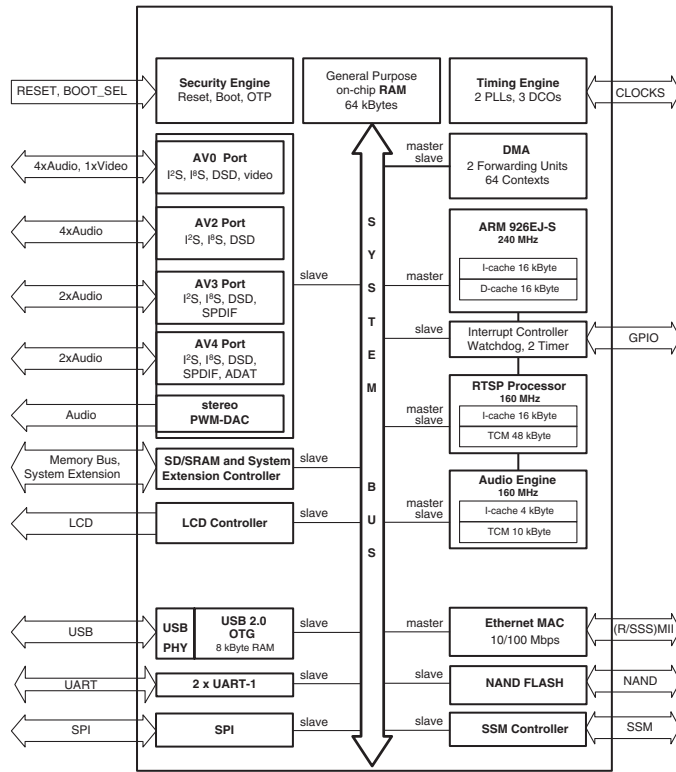 RESET, BOOT_SEL
Security Engine
Reset, Boot, OTP
General Purpose
on-chip RAM
64 kBytes
Timing Engine
2 PLLs, 3 DCOs
CLOCKS
4xAudio, 1xVideo
AV0 Port
I²S, I⁸S, DSD, video
master
slave
DMA
2 Forwarding Units
64 Contexts
4xAudio
AV2 Port
I²S, I⁸S, DSD
2xAudio
AV3 Port
I²S, I⁸S, DSD,
SPDIF
slave
2xAudio
AV4 Port
I²S, I⁸S, DSD,
SPDIF, ADAT
Audio
stereo
PWM-DAC
SYSTEM BUS
master
ARM 926EJ-S
240 MHz
I-cache 16 kByte
D-cache 16 kByte
slave
Interrupt Controller
Watchdog, 2 Timer
GPIO
master
slave
RTSP Processor
160 MHz
I-cache 16 kByte
TCM 48 kByte
Memory Bus,
System Extension
SD/SRAM and System
Extension Controller
slave
master
slave
Audio Engine
160 MHz
I-cache 4 kByte
TCM 10 kByte
LCD
LCD Controller
slave
USB
USB
PHY
USB 2.0
OTG
8 kByte RAM
slave
master
Ethernet MAC
10/100 Mbps
(R/SSS)MII
UART
2 x UART-1
slave
slave
NAND FLASH
NAND
SPI
SPI
slave
slave
SSM Controller
SSM